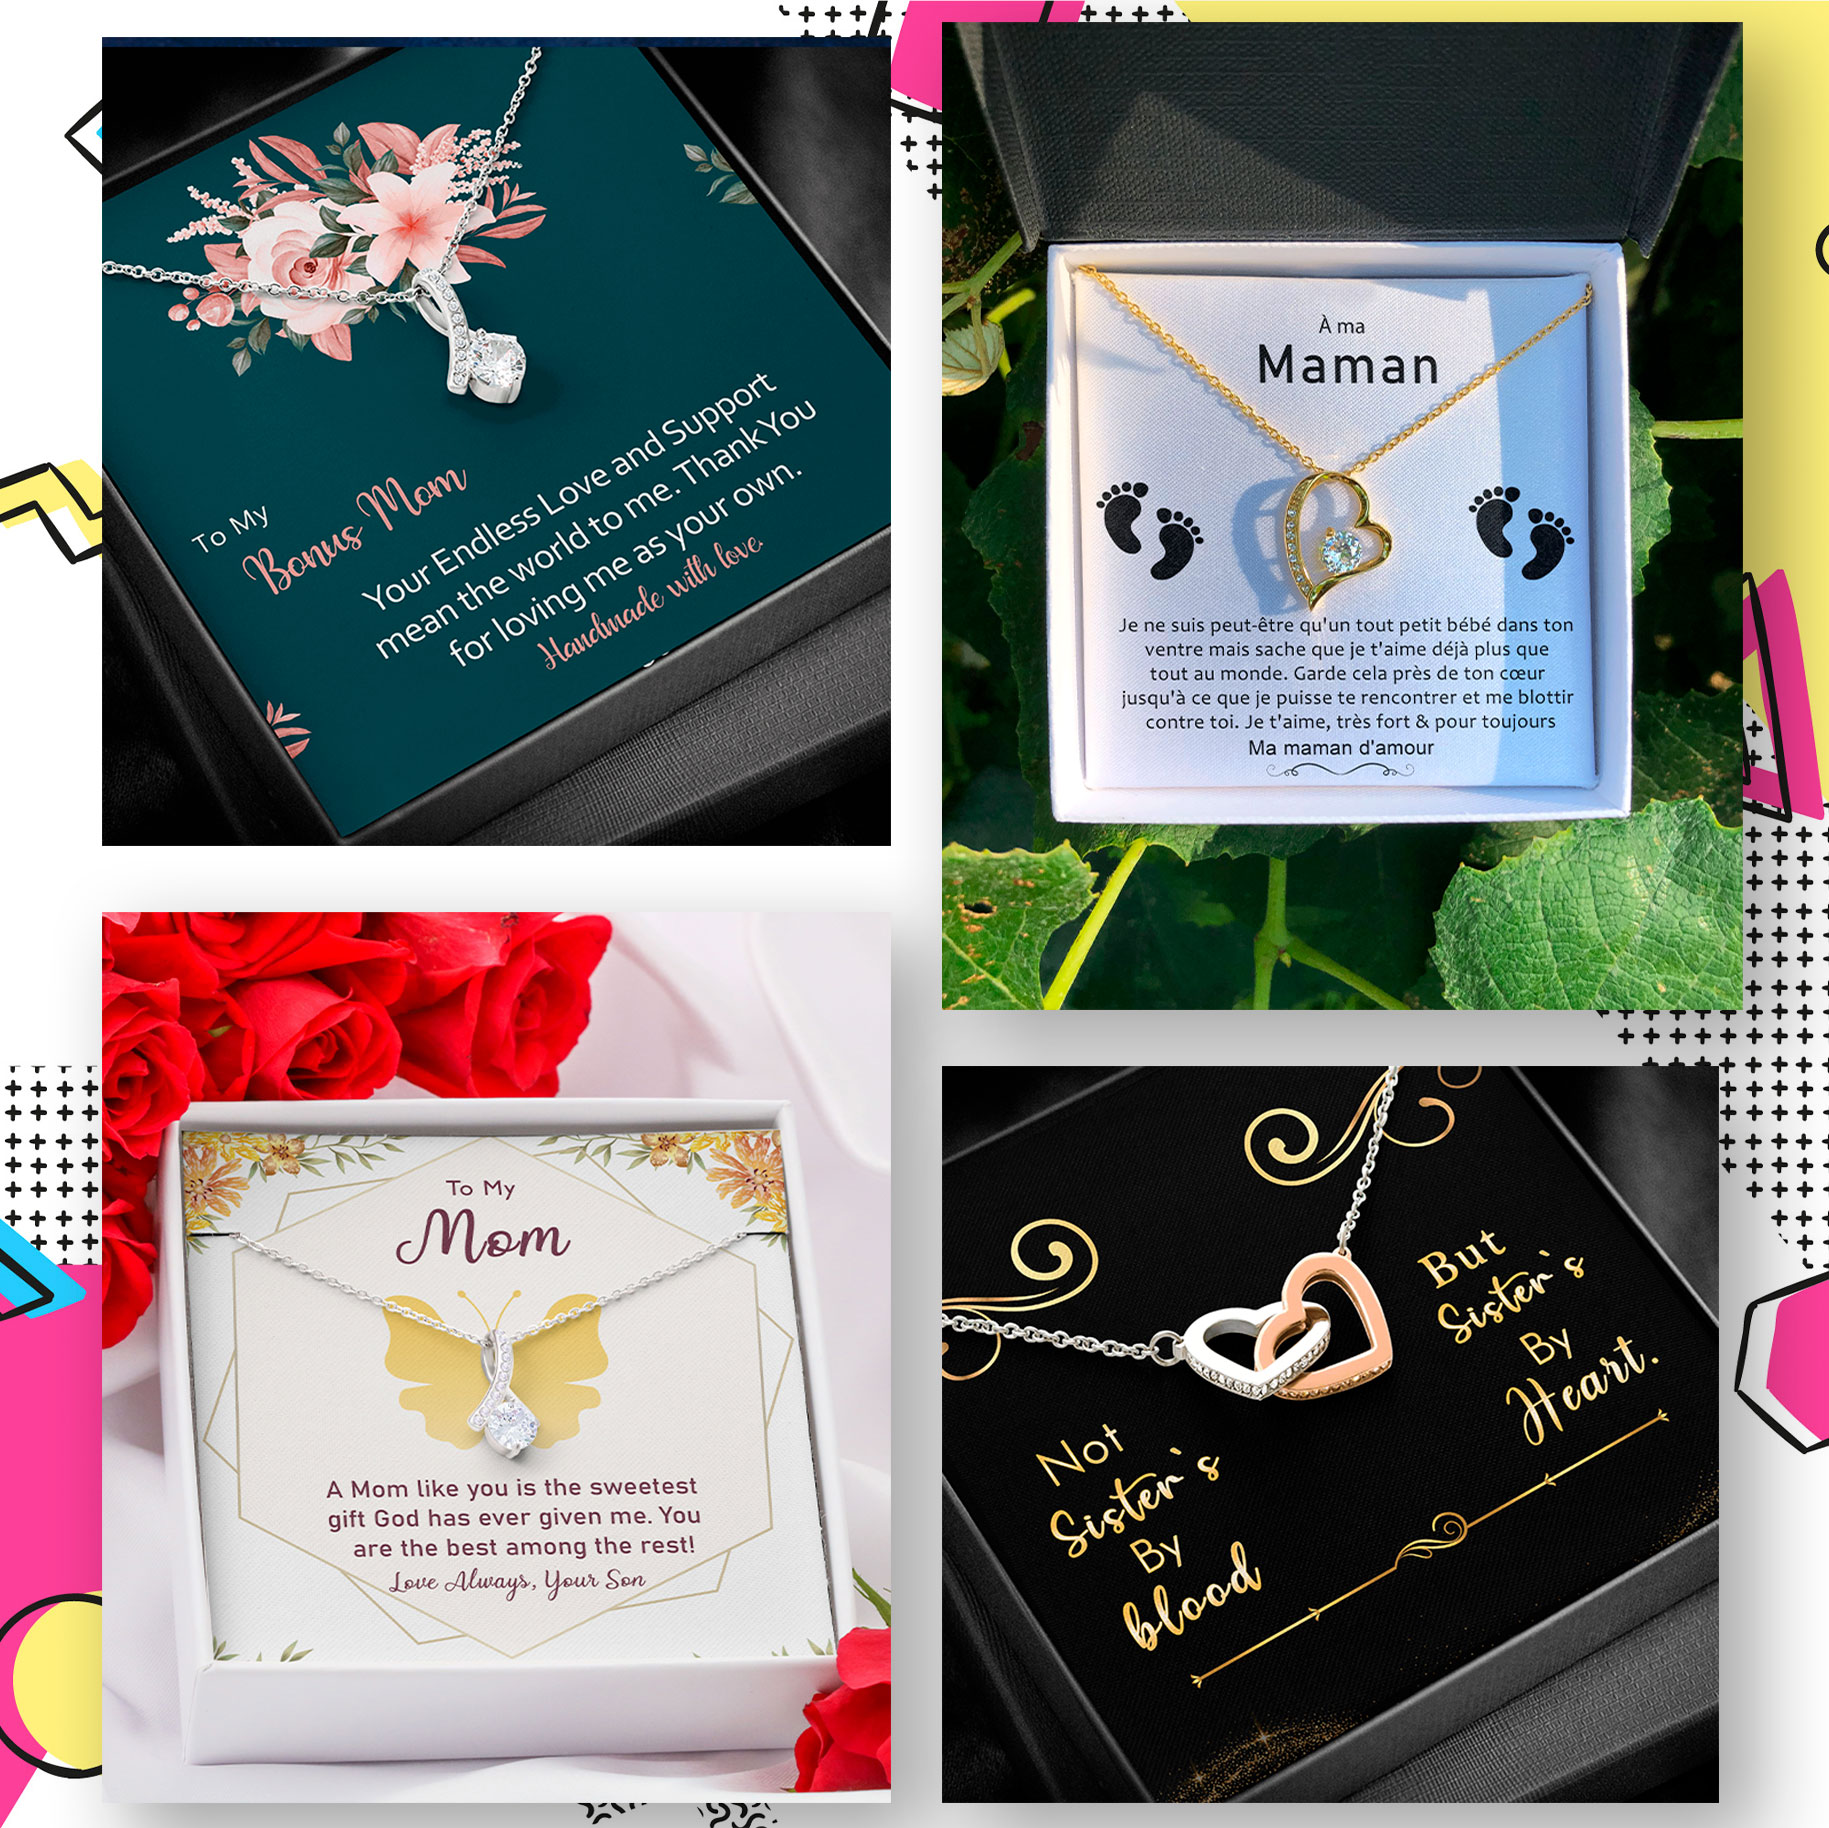 To My
Bonus Mom
Your Endless Love and Support
mean the world to me. Thank You
for loving me as your own.
Handmade with love.
À ma
Maman
Je ne suis peut-être qu'un tout petit bébé dans ton
ventre mais sache que je t'aime déjà plus que
tout au monde. Garde cela près de ton cœur
jusqu'à ce que je puisse te rencontrer et me blottir
contre toi. Je t'aime, très fort & pour toujours
Ma maman d'amour
To My
Mom
A Mom like you is the sweetest
gift God has ever given me. You
are the best among the rest!
Love Always, Your Son
Not
Sister`s
By
blood
But
Sister`s
By
Heart.